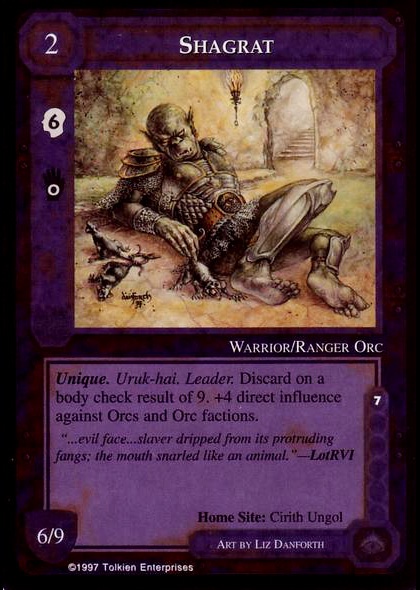 2
SHAGRAT
6
0
WARRIOR/RANGER ORC
Unique. Uruk-hai. Leader. Discard on a
body check result of 9. +4 direct influence
against Orcs and Orc factions.
7
"...evil face...slaver dripped from its protruding
fangs; the mouth snarled like an animal."—LotRVI
Home Site: Cirith Ungol
6/9
ART BY LIZ DANFORTH
©1997 Tolkien Enterprises